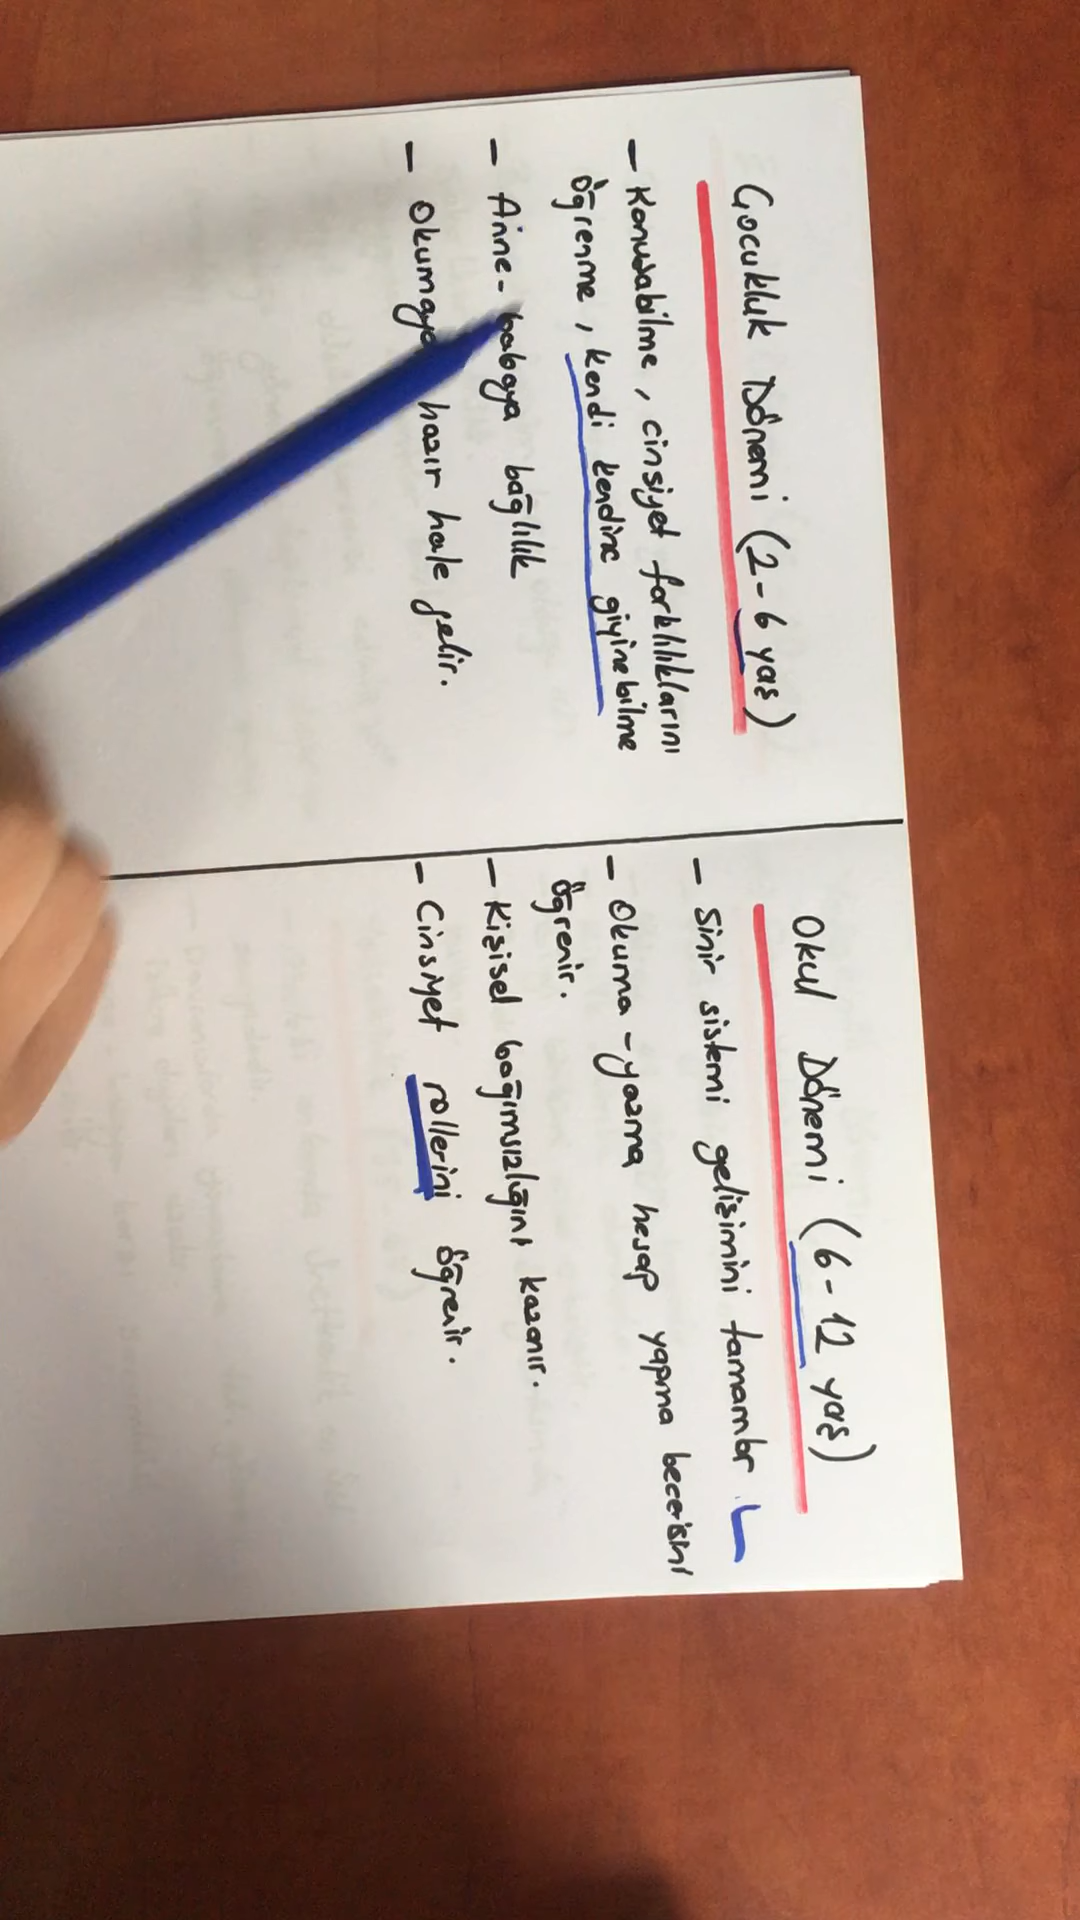 Çocukluk Dönemi (2-6 yaş)
- Konuşabilme, cinsiyet farklılıklarını
öğrenme, kendi kendine giyinebilme
- Anne-babaya bağlılık
- Okumaya hazır hale gelir.
Okul Dönemi (6-12 yaş)
- Sinir sistemi gelişimini tamamlar.
- Okuma-yazma hesap yapma becerisini
öğrenir.
- Kişisel bağımsızlığını kazanır.
- Cinsiyet rollerini öğrenir.